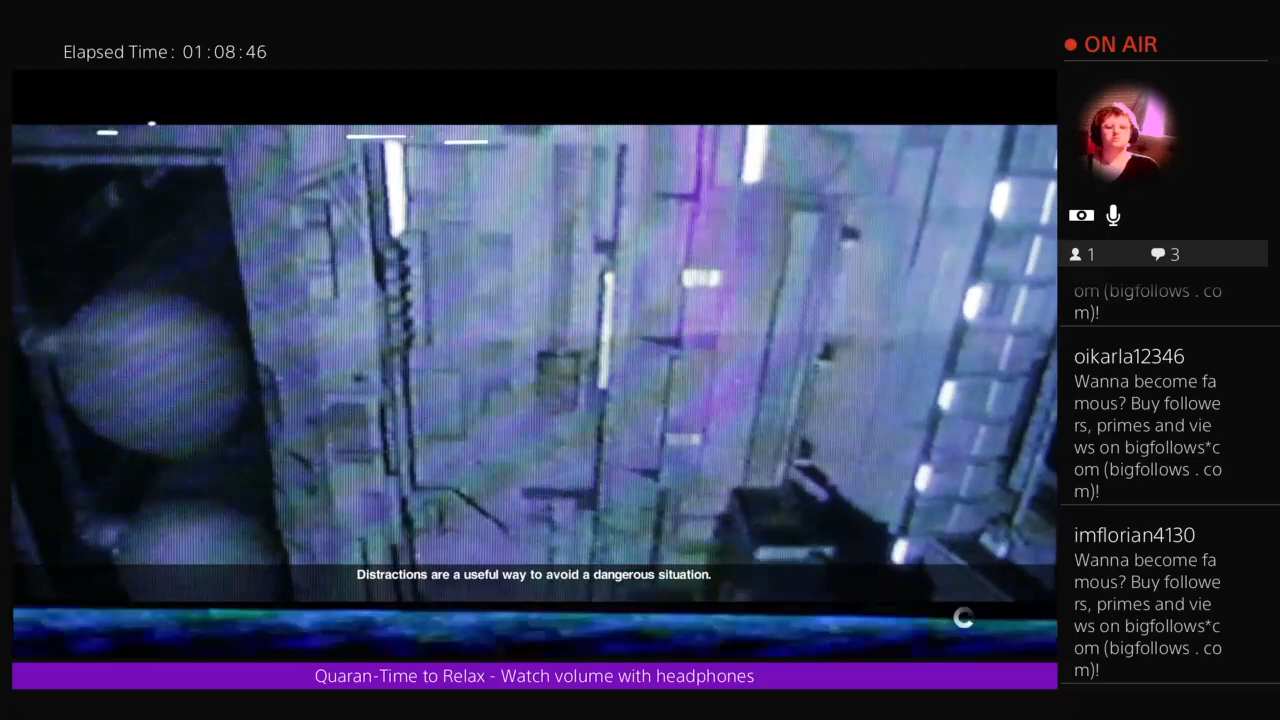 Elapsed Time: 01:08:46
ON AIR
1
3
om (bigfollows . co
m)!
oikarla12346
Wanna become fa
mous? Buy followe
rs, primes and vie
ws on bigfollows*c
om (bigfollows . co
m)!
imflorian4130
Wanna become fa
mous? Buy followe
rs, primes and vie
ws on bigfollows*c
om (bigfollows . co
m)!
Distractions are a useful way to avoid a dangerous situation.
Quaran-Time to Relax - Watch volume with headphones